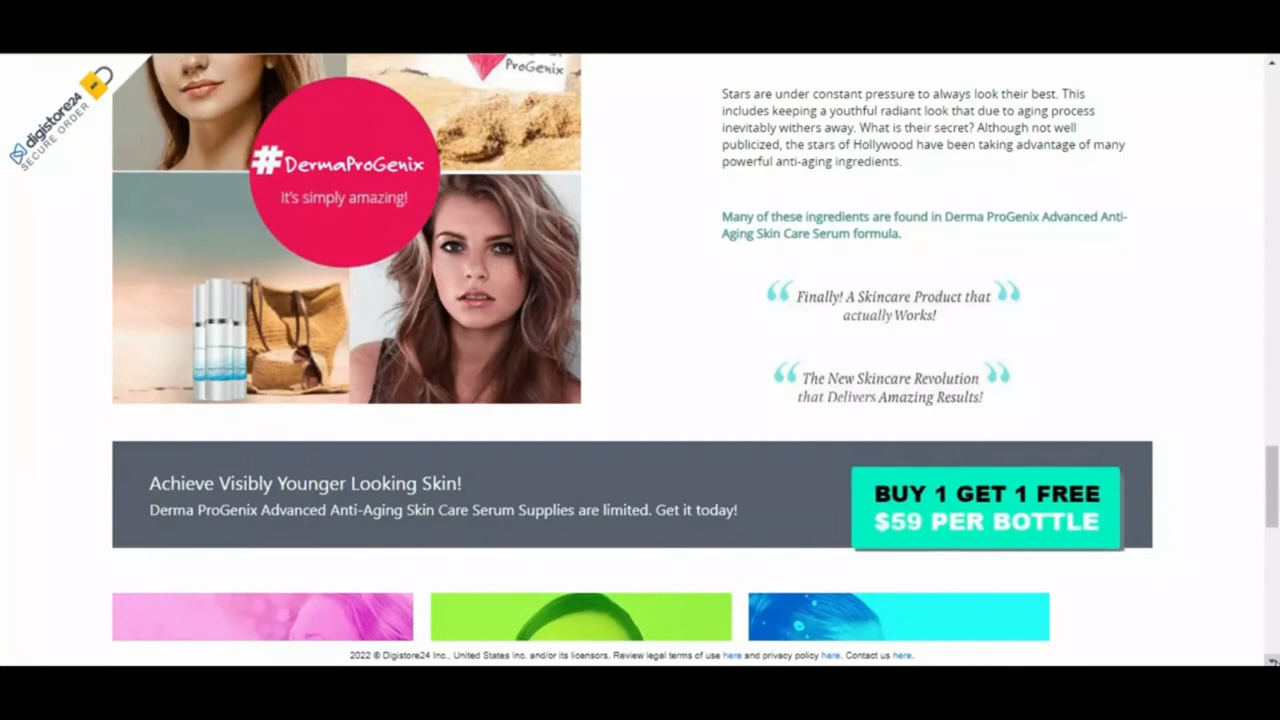 digistore24
SECURE ORDER
ProGenix
#DermaProGenix
It's simply amazing!
Stars are under constant pressure to always look their best. This
includes keeping a youthful radiant look that due to aging process
inevitably withers away. What is their secret? Although not well
publicized, the stars of Hollywood have been taking advantage of many
powerful anti-aging ingredients.
Many of these ingredients are found in Derma ProGenix Advanced Anti-
Aging Skin Care Serum formula.
“ Finally! A Skincare Product that ”
actually Works!
“ The New Skincare Revolution ”
that Delivers Amazing Results!
Achieve Visibly Younger Looking Skin!
Derma ProGenix Advanced Anti-Aging Skin Care Serum Supplies are limited. Get it today!
BUY 1 GET 1 FREE
$59 PER BOTTLE
2022 © Digistore24 Inc., United States Inc. and/or its licensors. Review legal terms of use here and privacy policy here. Contact us here.